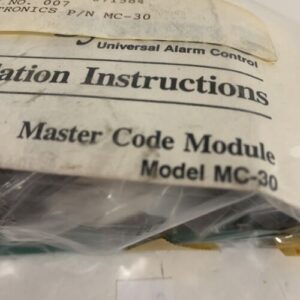 NO. 007
TRONICS P/N MC-30
Universal Alarm Control
lation Instructions
Master Code Module
Model MC-30